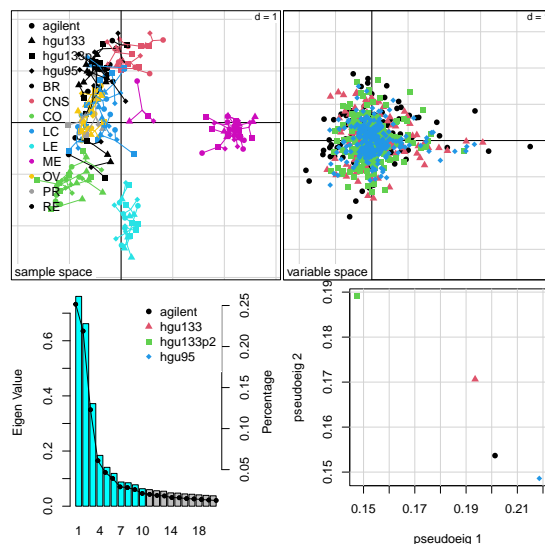 d = 1
agilent
hgu133
hgu133p2
hgu95
BR
CNS
CO
LC
LE
ME
OV
PR
RE
sample space
d = 1
variable space
agilent
hgu133
hgu133p2
hgu95
Eigen Value
0.0 0.2 0.4 0.6
Percentage
0.05 0.10 0.15 0.20 0.25
1 4 7 10 14 18
pseudoeig 2
0.15 0.16 0.17 0.18 0.19
0.15 0.17 0.19 0.21
pseudoeig 1